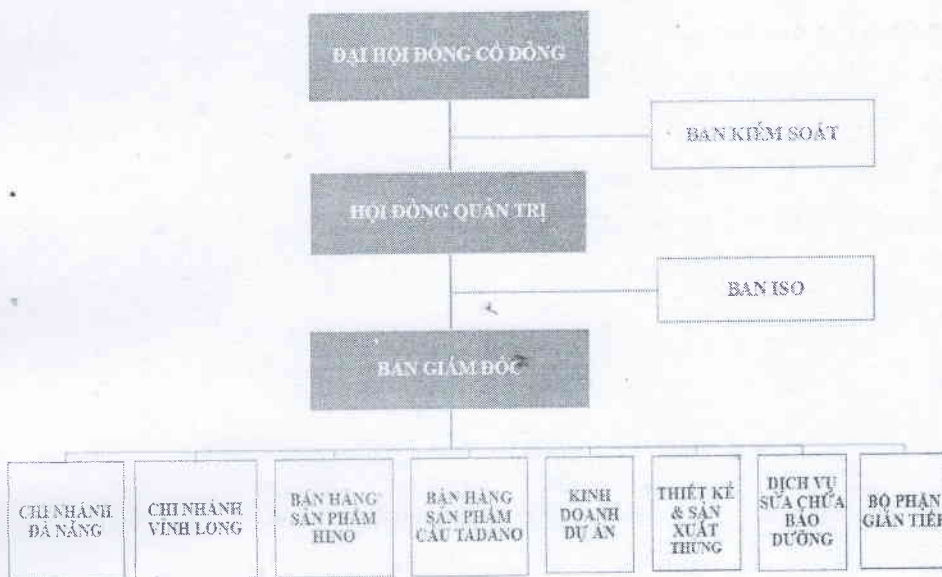 ĐẠI HỘI ĐỒNG CỔ ĐÔNG
BAN KIỂM SOÁT
HỘI ĐỒNG QUẢN TRỊ
BAN ISO
BAN GIÁM ĐỐC
CHI NHÁNH
ĐÀ NẴNG
CHI NHÁNH
VĨNH LONG
BÁN HÀNG
SẢN PHẨM
HINO
BÁN HÀNG
SẢN PHẨM
CẨU TADANO
KINH
DOANH
DỰ ÁN
THIẾT KẾ
& SẢN
XUẤT
THÙNG
DỊCH VỤ
SỬA CHỮA
BẢO
DƯỠNG
BỘ PHẬN
GIÁN TIẾP